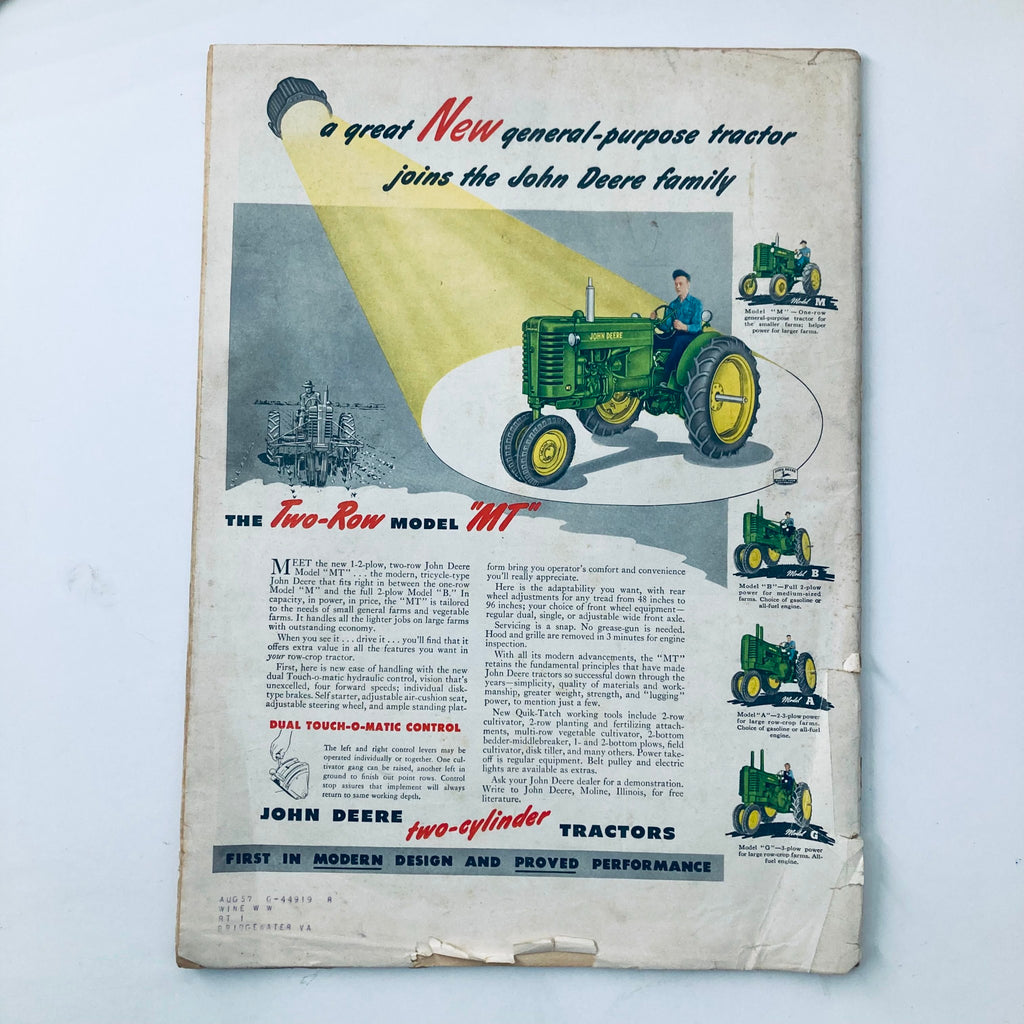 a great New general-purpose tractor
joins the John Deere family
JOHN DEERE
MT
JOHN DEERE
Model M
Model "M"—One-row
general-purpose tractor for
the smaller farms; helper
power for larger farms.
THE Two-Row MODEL "MT"
MEET the new 1-2-plow, two-row John Deere
Model "MT" . . . the modern, tricycle-type
John Deere that fits right in between the one-row
Model "M" and the full 2-plow Model "B." In
capacity, in power, in price, the "MT" is tailored
to the needs of small general farms and vegetable
farms. It handles all the lighter jobs on large farms
with outstanding economy.
When you see it . . . drive it . . . you'll find that it
offers extra value in all the features you want in
your row-crop tractor.
First, here is new ease of handling with the new
dual Touch-o-matic hydraulic control, vision that's
unexcelled, four forward speeds; individual disk-
type brakes. Self starter, adjustable air-cushion seat,
adjustable steering wheel, and ample standing plat-
form bring you operator's comfort and convenience
you'll really appreciate.
Here is the adaptability you want, with rear
wheel adjustments for any tread from 48 inches to
96 inches; your choice of front wheel equipment—
regular dual, single, or adjustable wide front axle.
Servicing is a snap. No grease-gun is needed.
Hood and grille are removed in 3 minutes for engine
inspection.
With all its modern advancements, the "MT"
retains the fundamental principles that have made
John Deere tractors so successful down through the
years—simplicity, quality of materials and work-
manship, greater weight, strength, and "lugging"
power, to mention just a few.
New Quik-Tatch working tools include 2-row
cultivator, 2-row planting and fertilizing attach-
ments, multi-row vegetable cultivator, 2-bottom
bedder-middlebreaker, 1- and 2-bottom plows, field
cultivator, disk tiller, and many others. Power take-
off is regular equipment. Belt pulley and electric
lights are available as extras.
Ask your John Deere dealer for a demonstration.
Write to John Deere, Moline, Illinois, for free
literature.
DUAL TOUCH-O-MATIC CONTROL
The left and right control levers may be
operated individually or together. One cul-
tivator gang can be raised, another left in
ground to finish out point rows. Control
stop assures that implement will always
return to same working depth.
Model B
Model "B"—Full 2-plow
power for medium-sized
farms. Choice of gasoline or
all-fuel engine.
Model A
Model "A"—2-3-plow power
for large row-crop farms.
Choice of gasoline or all-fuel
engine.
Model G
Model "G"—3-plow power
for large row-crop farms. All-
fuel engine.
JOHN DEERE two-cylinder TRACTORS
FIRST IN MODERN DESIGN AND PROVED PERFORMANCE
AUG57 G-44919 R
WINE W W
RT 1
BRIDGEWATER VA